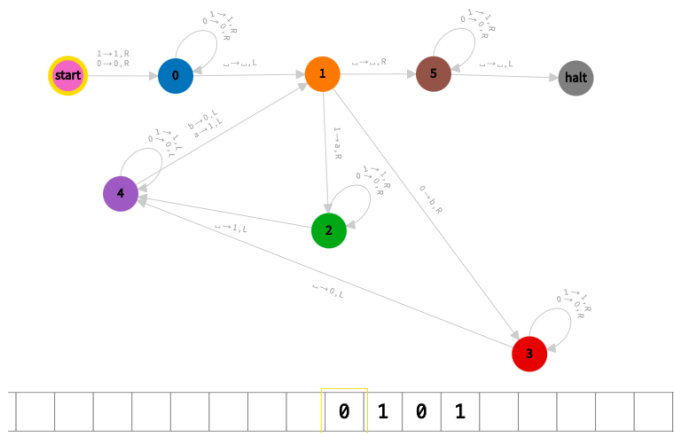 1→1,R
0→0,R
start
0
1→1,R
0→0,R
␣→␣,L
1
␣→␣,R
5
1→1,R
0→0,R
␣→␣,L
halt
b→0,L
a→1,L
1→a,R
0→b,R
4
1→1,L
0→0,L
2
1→1,R
0→0,R
␣→1,L
␣→0,L
3
1→1,R
0→0,R
0 1 0 1